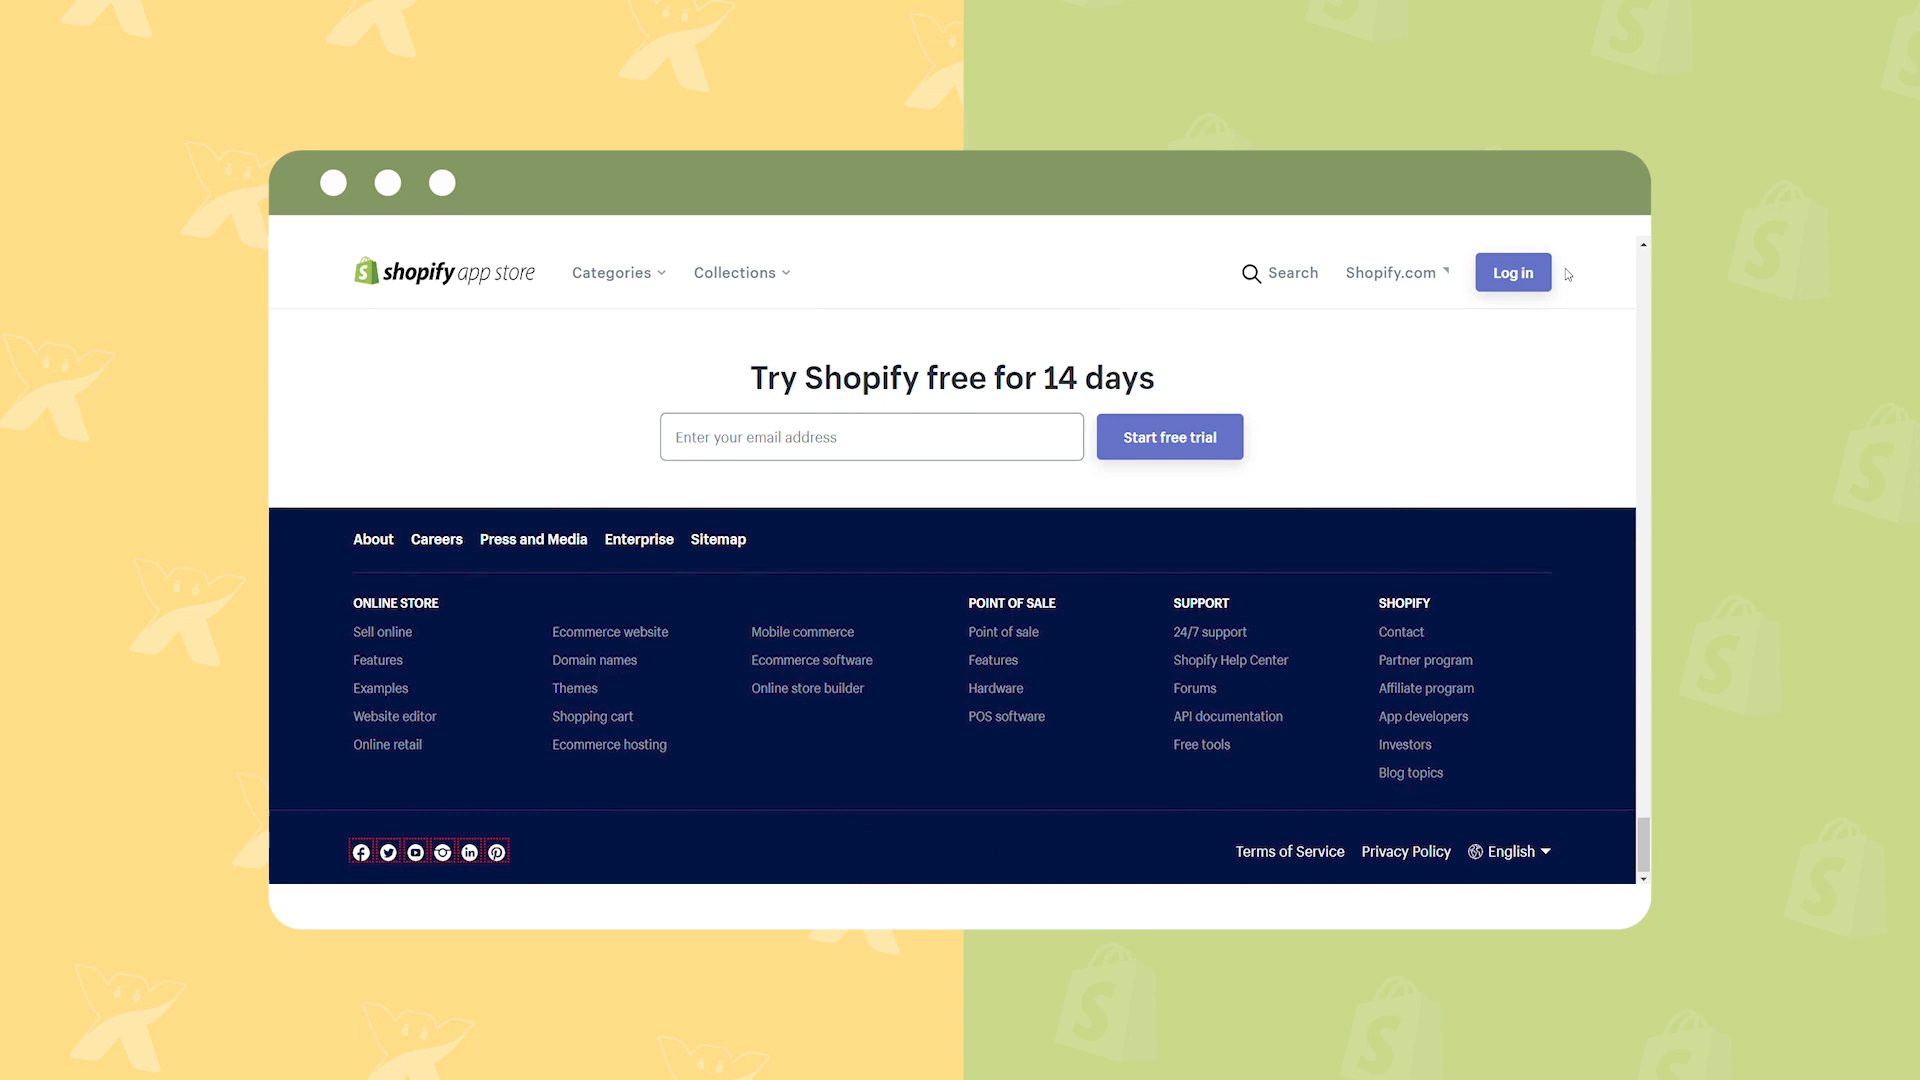 shopify app store Categories Collections Search Shopify.com Log in
Try Shopify free for 14 days
Enter your email address Start free trial
About Careers Press and Media Enterprise Sitemap
ONLINE STORE POINT OF SALE SUPPORT SHOPIFY
Sell online Ecommerce website Mobile commerce Point of sale 24/7 support Contact
Features Domain names Ecommerce software Features Shopify Help Center Partner program
Examples Themes Online store builder Hardware Forums Affiliate program
Website editor Shopping cart POS software API documentation App developers
Online retail Ecommerce hosting Free tools Investors
Blog topics
Terms of Service Privacy Policy English